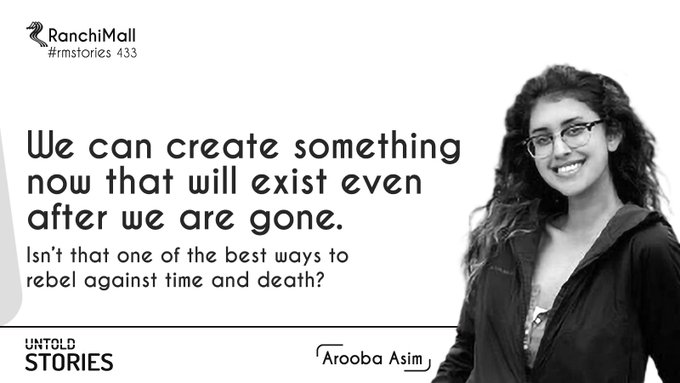 RanchiMall
#rmstories 433
We can create something
now that will exist even
after we are gone.
Isn't that one of the best ways to
rebel against time and death?
UNTOLD
STORIES
Arooba Asim